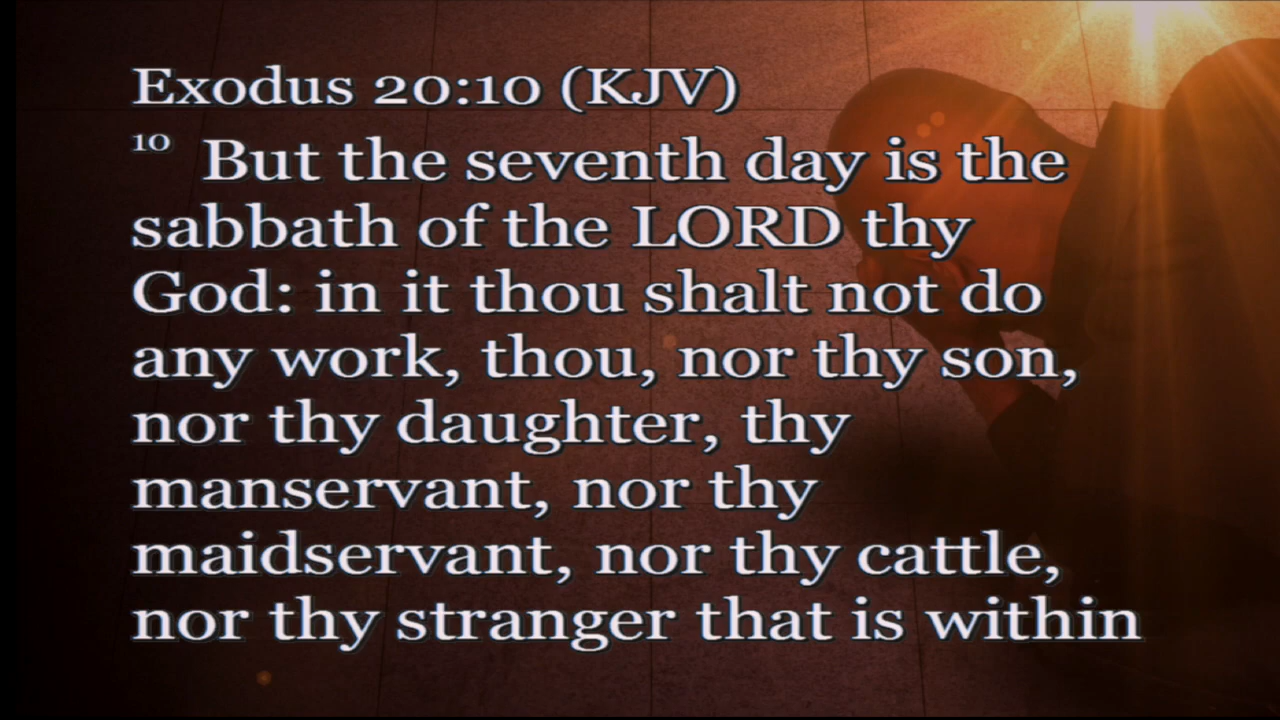 Exodus 20:10 (KJV)
10 But the seventh day is the
sabbath of the LORD thy
God: in it thou shalt not do
any work, thou, nor thy son,
nor thy daughter, thy
manservant, nor thy
maidservant, nor thy cattle,
nor thy stranger that is within